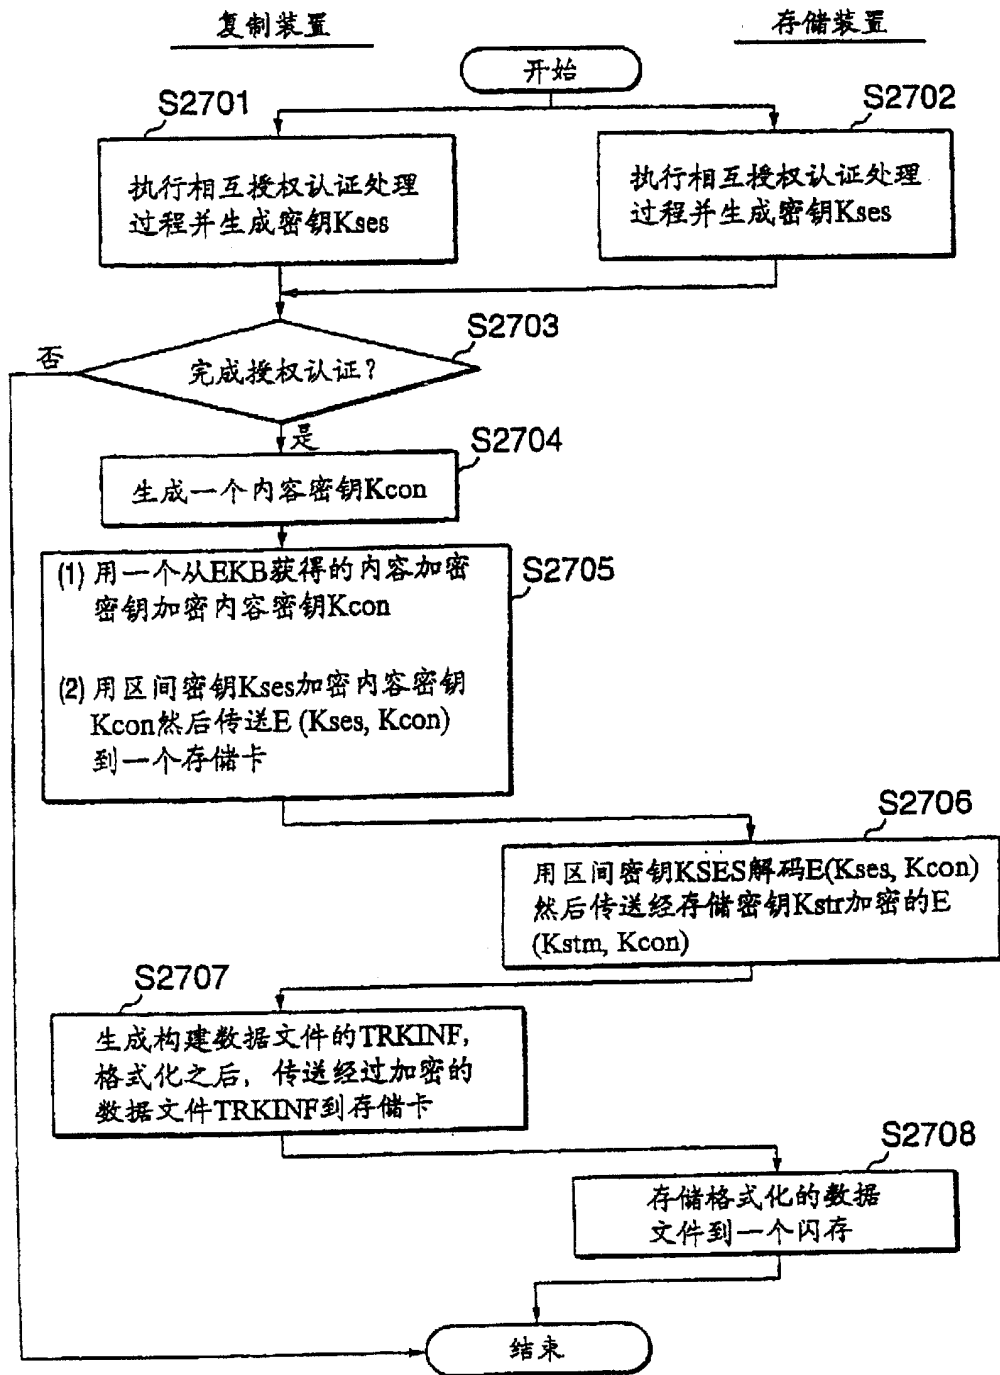 复制装置
存储装置
开始
S2701
S2702
执行相互授权认证处理
过程并生成密钥Kses
执行相互授权认证处理
过程并生成密钥Kses
S2703
否
完成授权认证?
是
S2704
生成一个内容密钥Kcon
S2705
(1) 用一个从EKB获得的内容加密
密钥加密内容密钥Kcon
(2) 用区间密钥Kses加密内容密钥
Kcon然后传送E (Kses, Kcon)
到一个存储卡
S2706
用区间密钥KSES解码E(Kses, Kcon)
然后传送经存储密钥Kstr加密的E
(Kstm, Kcon)
S2707
生成构建数据文件的TRKINF,
格式化之后, 传送经过加密的
数据文件TRKINF到存储卡
S2708
存储格式化的数据
文件到一个闪存
结束